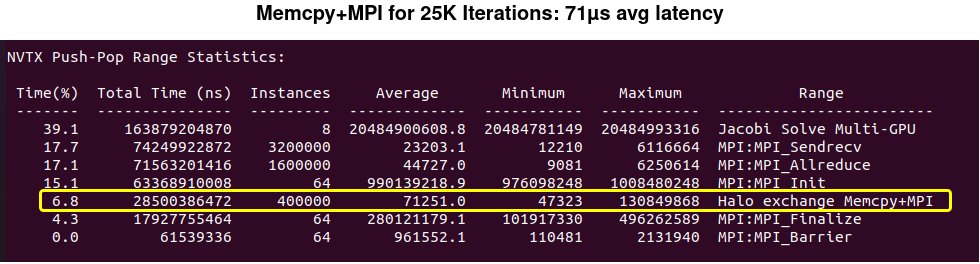 Memcpy+MPI for 25K Iterations: 71µs avg latency
NVTX Push-Pop Range Statistics:
Time(%) Total Time (ns) Instances Average Minimum Maximum Range
------- --------------- --------- ------------- ----------- ----------- ------------------------
39.1 163879204870 8 20484900608.8 20484781149 20484993316 Jacobi Solve Multi-GPU
17.7 74249922872 3200000 23203.1 12210 6116664 MPI:MPI_Sendrecv
17.1 71563201416 1600000 44727.0 9081 6250614 MPI:MPI_Allreduce
15.1 63368910008 64 990139218.9 976098248 1008480248 MPI:MPI_Init
6.8 28500386472 400000 71251.0 47323 130849868 Halo exchange Memcpy+MPI
4.3 17927755464 64 280121179.1 101917330 496262589 MPI:MPI_Finalize
0.0 61539336 64 961552.1 110481 2131940 MPI:MPI_Barrier